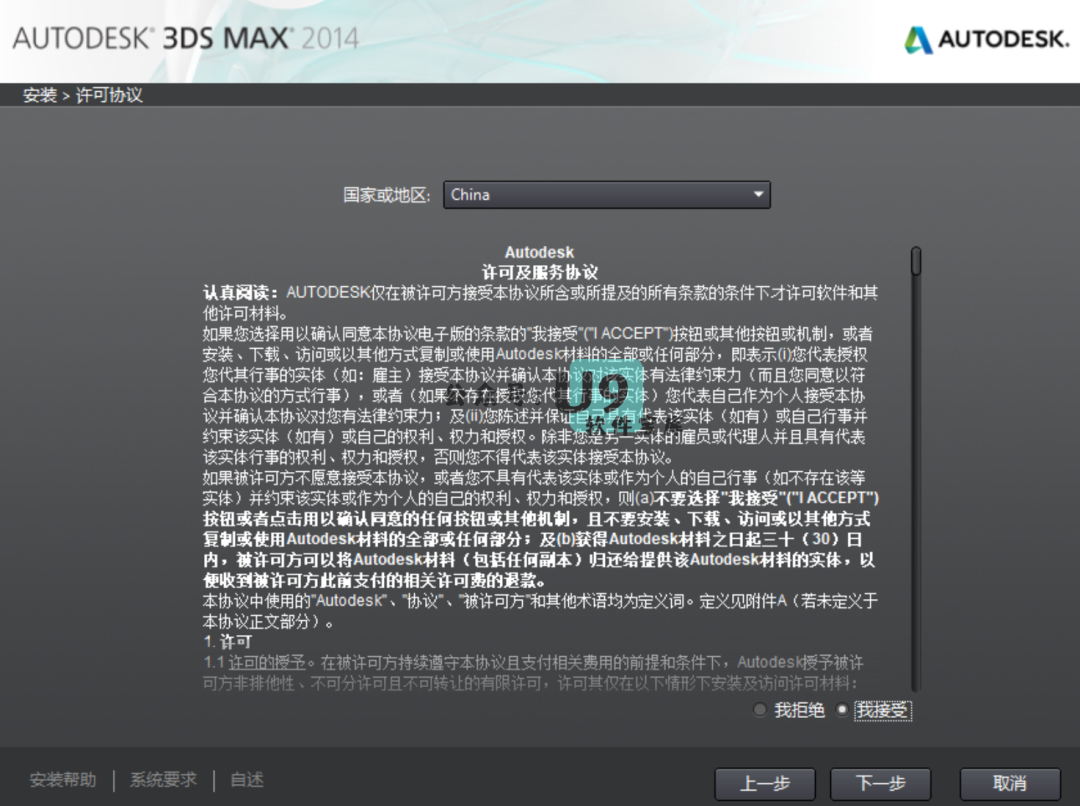 AUTODESK® 3DS MAX® 2014
AUTODESK.
安装 > 许可协议
国家或地区: China
Autodesk
许可及服务协议
认真阅读：AUTODESK仅在被许可方接受本协议所含或所提及的所有条款的条件下才许可软件和其
他许可材料。
如果您选择用以确认同意本协议电子版的条款的"我接受"("I ACCEPT")按钮或其他按钮或机制，或者
安装、下载、访问或以其他方式复制或使用Autodesk材料的全部或任何部分，即表示(i)您代表授权
您代其行事的实体（如：雇主）接受本协议并确认本协议对该实体有法律约束力（而且您同意以符
合本协议的方式行事），或者（如果不存在授权您代其行事的实体）您代表自己作为个人接受本协
议并确认本协议对您有法律约束力；及(ii)您陈述并保证自己具有代表该实体（如有）或自己行事并
约束该实体（如有）或自己的权利、权力和授权。除非您是另一实体的雇员或代理人并且具有代表
该实体行事的权利、权力和授权，否则您不得代表该实体接受本协议。
如果被许可方不愿意接受本协议，或者您不具有代表该实体或作为个人的自己行事（如不存在该等
实体）并约束该实体或作为个人的自己的权利、权力和授权，则(a)不要选择"我接受"("I ACCEPT")
按钮或者点击用以确认同意的任何按钮或其他机制，且不要安装、下载、访问或以其他方式
复制或使用Autodesk材料的全部或任何部分；及(b)获得Autodesk材料之日起三十（30）日
内，被许可方可以将Autodesk材料（包括任何副本）归还给提供该Autodesk材料的实体，以
便收到被许可方此前支付的相关许可费的退款。
本协议中使用的"Autodesk"、"协议"、"被许可方"和其他术语均为定义词。定义见附件A（若未定义于
本协议正文部分）。
1. 许可
1.1 许可的授予。在被许可方持续遵守本协议且支付相关费用的前提和条件下，Autodesk授予被许
可方非排他性、不可分许可且不可转让的有限许可，许可其仅在以下情形下安装及访问许可材料：
U9
软件宝库
我拒绝 我接受
安装帮助 | 系统要求 | 自述
上一步 下一步 取消